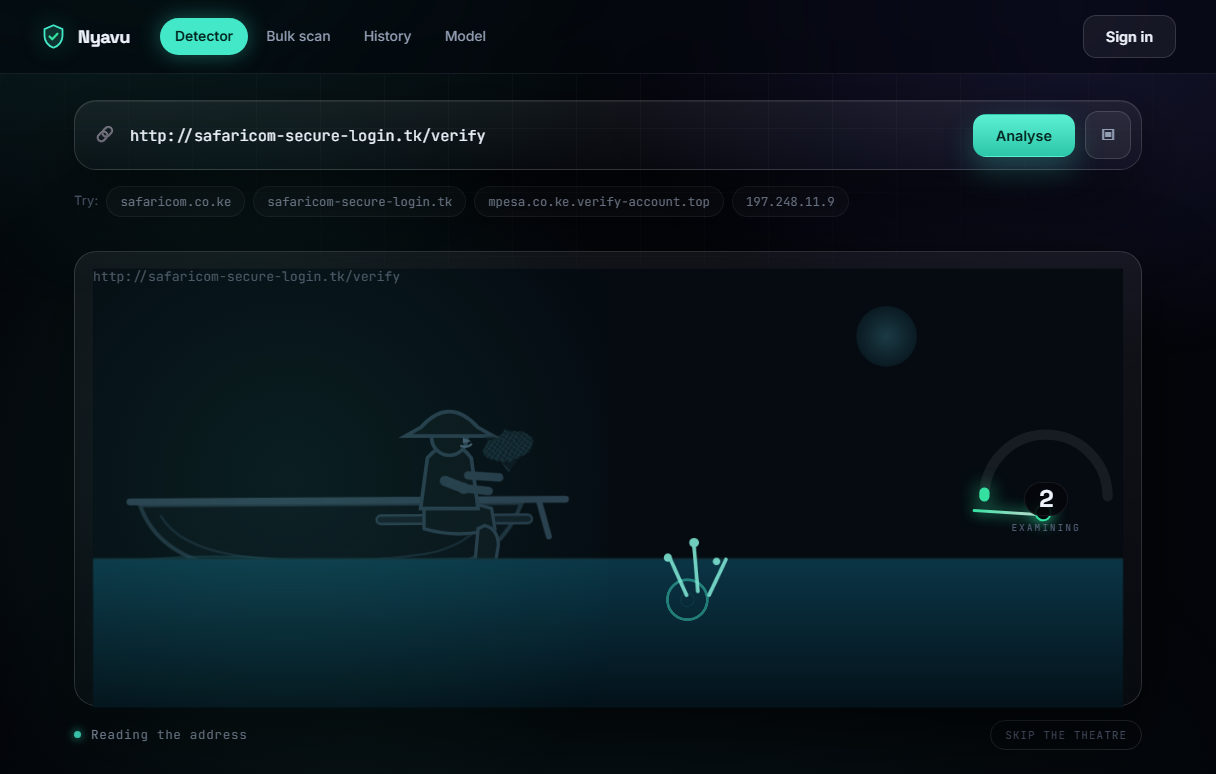 Nyavu
Detector
Bulk scan
History
Model
Sign in
http://safaricom-secure-login.tk/verify
Analyse
Try:
safaricom.co.ke
safaricom-secure-login.tk
mpesa.co.ke.verify-account.top
197.248.11.9
http://safaricom-secure-login.tk/verify
2
EXAMINING
Reading the address
SKIP THE THEATRE